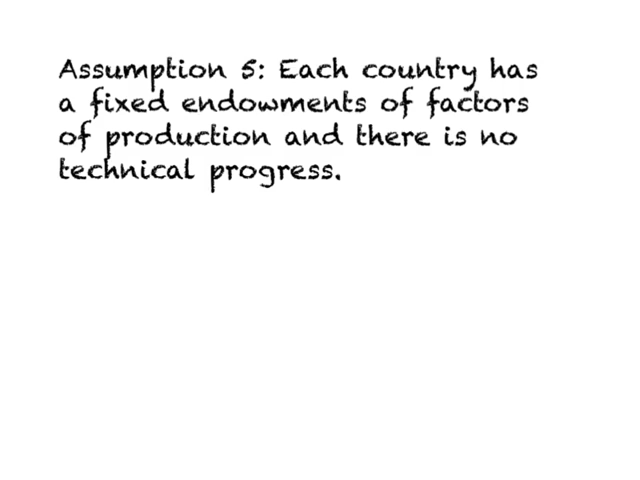 Assumption 5: Each country has
a fixed endowments of factors
of production and there is no
technical progress.